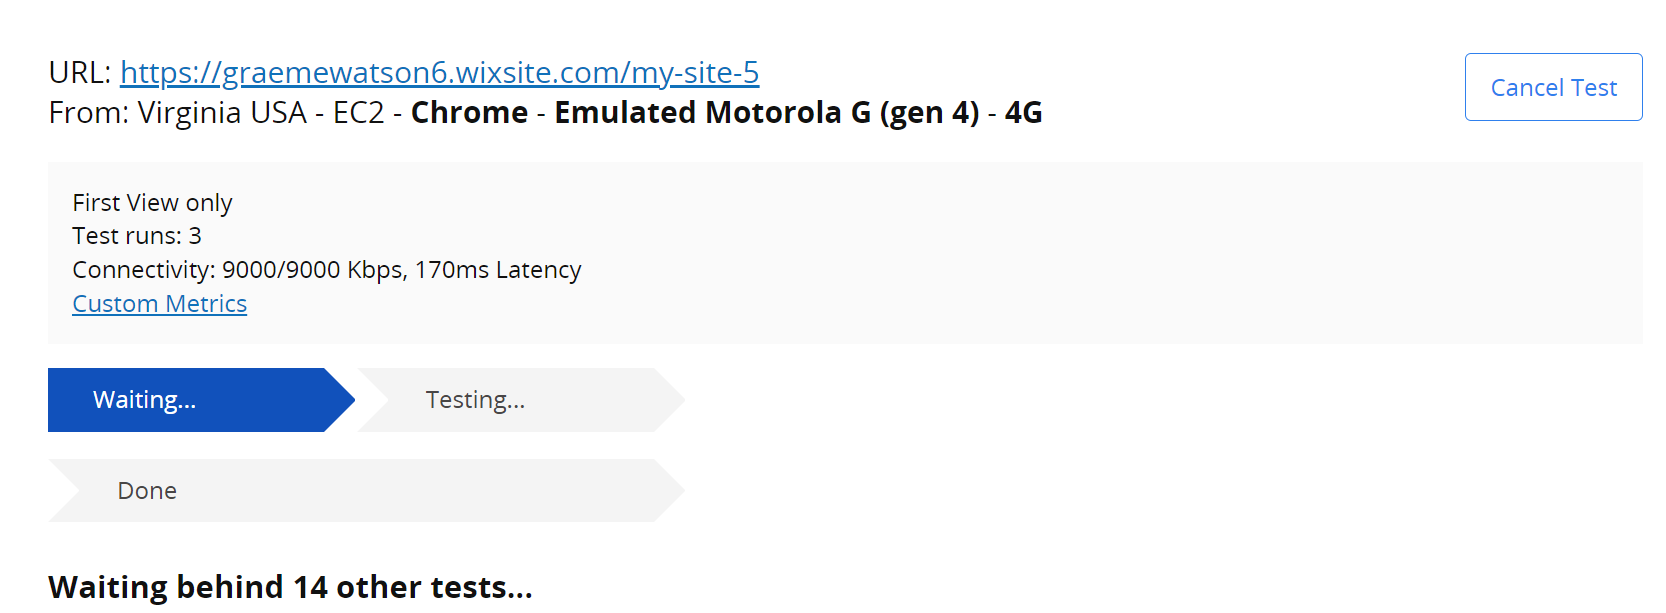 URL: https://graemewatson6.wixsite.com/my-site-5
Cancel Test
From: Virginia USA - EC2 - Chrome - Emulated Motorola G (gen 4) - 4G
First View only
Test runs: 3
Connectivity: 9000/9000 Kbps, 170ms Latency
Custom Metrics
Waiting...
Testing...
Done
Waiting behind 14 other tests...